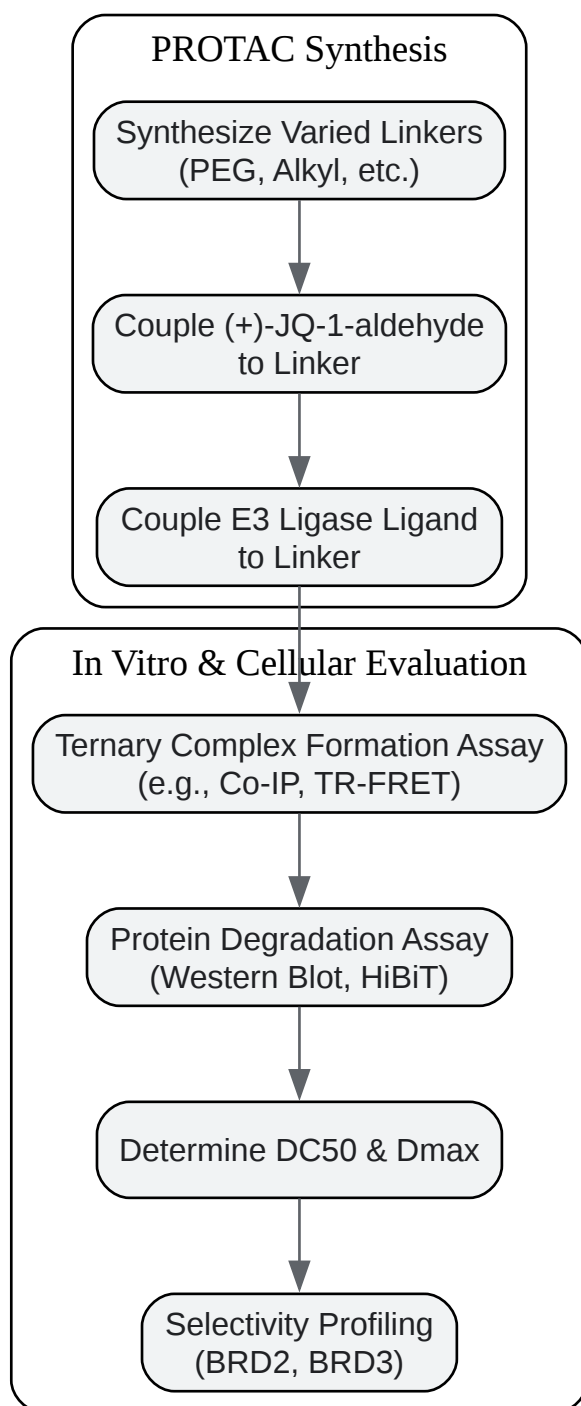 PROTAC Synthesis
Synthesize Varied Linkers
(PEG, Alkyl, etc.)
Couple (+)-JQ-1-aldehyde
to Linker
Couple E3 Ligase Ligand
to Linker
In Vitro & Cellular Evaluation
Ternary Complex Formation Assay
(e.g., Co-IP, TR-FRET)
Protein Degradation Assay
(Western Blot, HiBiT)
Determine DC50 & Dmax
Selectivity Profiling
(BRD2, BRD3)